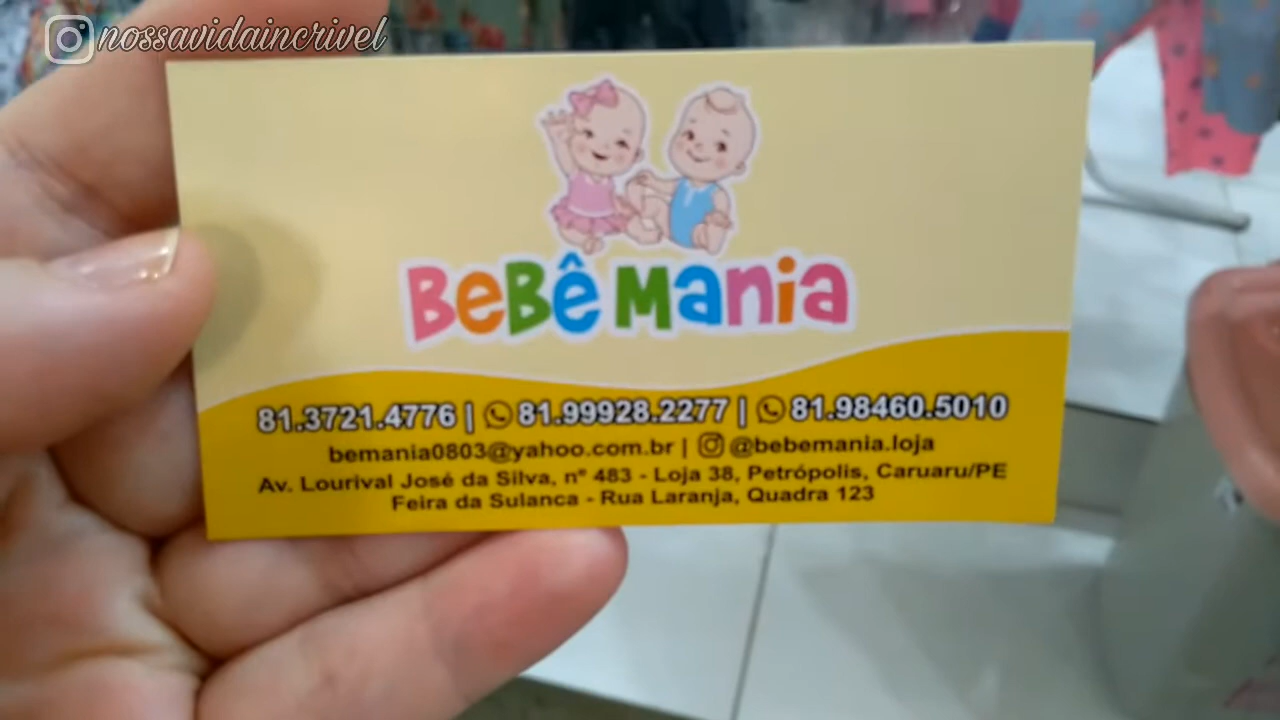 nossavidaincrivel
BeBê Mania
81.3721.4776 | 81.99928.2277 | 81.98460.5010
bemania0803@yahoo.com.br | @bebemania.loja
Av. Lourival José da Silva, nº 483 - Loja 38, Petrópolis, Caruaru/PE
Feira da Sulanca - Rua Laranja, Quadra 123